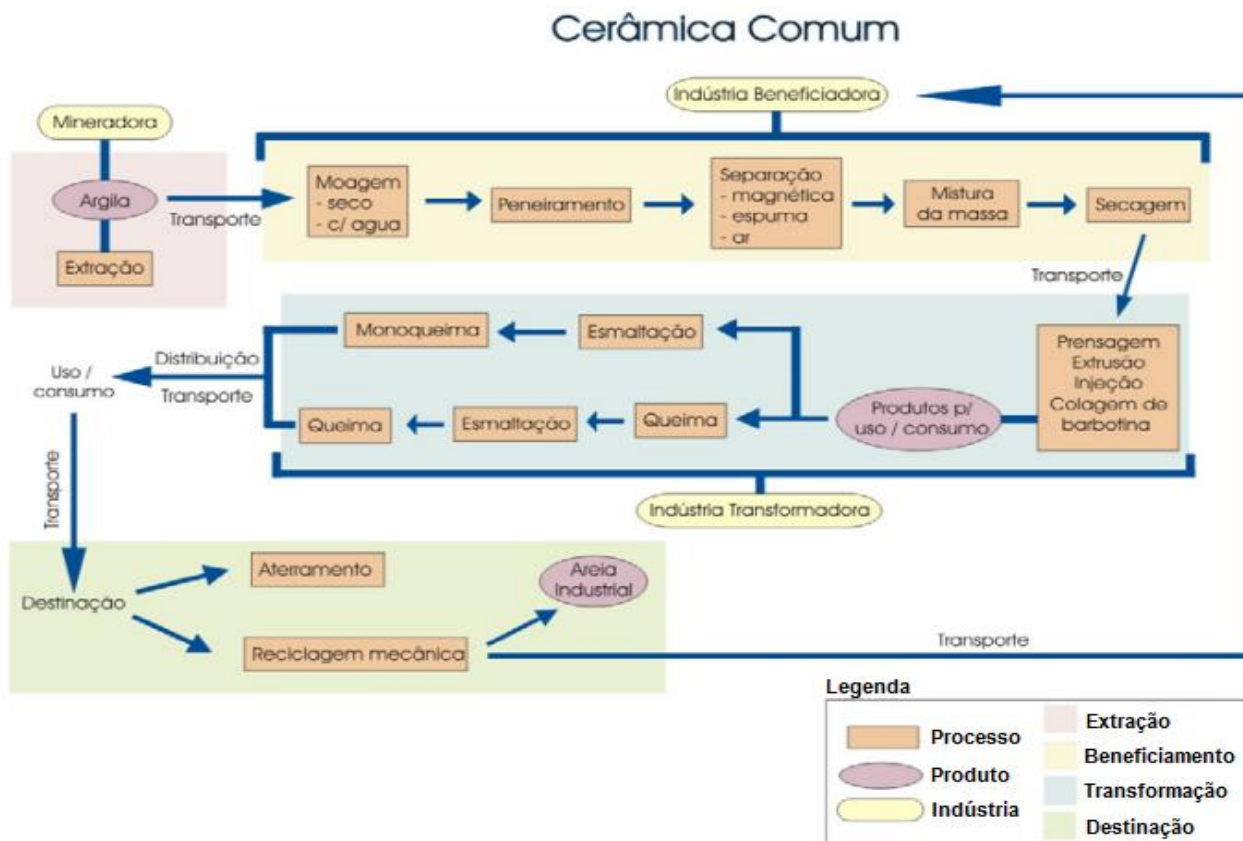 Cerâmica Comum
Indústria Beneficiadora
Mineradora
Argila
Extração
Transporte
Moagem
- seco
- c/ agua
Peneiramento
Separação
- magnética
- espuma
- ar
Mistura
da massa
Secagem
Transporte
Prensagem
Extrusão
Injeção
Colagem de
barbotina
Produtos p/
uso / consumo
Esmaltação
Monoqueima
Queima
Esmaltação
Queima
Indústria Transformadora
Distribuição
Transporte
Uso /
consumo
Transporte
Destinação
Aterramento
Reciclagem mecânica
Areia
Industrial
Transporte
Legenda
Processo
Produto
Indústria
Extração
Beneficiamento
Transformação
Destinação